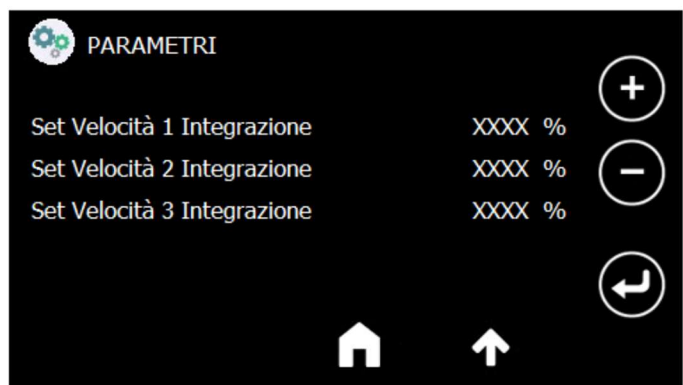 PARAMETRI
Set Velocità 1 Integrazione XXXX %
Set Velocità 2 Integrazione XXXX %
Set Velocità 3 Integrazione XXXX %